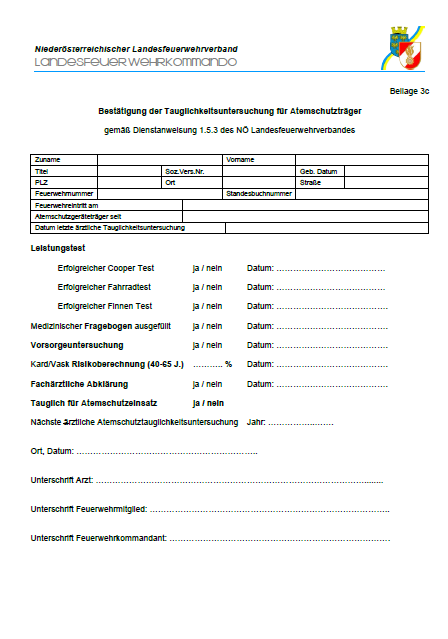 Niederösterreichischer Landesfeuerwehrverband
LANDESFEUERWEHRKOMMANDO
Beilage 3c
Bestätigung der Tauglichkeitsuntersuchung für Atemschutzträger
gemäß Dienstanweisung 1.5.3 des NÖ Landesfeuerwehrverbandes
Zuname Vorname
Titel Soz.Vers.Nr. Geb. Datum
PLZ Ort Straße
Feuerwehrnummer Standesbuchnummer
Feuerwehreintritt am
Atemschutzgeräteträger seit
Datum letzte ärztliche Tauglichkeitsuntersuchung
Leistungstest
Erfolgreicher Cooper Test ja / nein Datum: …………………………………
Erfolgreicher Fahrradtest ja / nein Datum: …………………………………
Erfolgreicher Finnen Test ja / nein Datum: …………………………………
Medizinischer Fragebogen ausgefüllt ja / nein Datum: …………………………………
Vorsorgeuntersuchung ja / nein Datum: …………………………………
Kard/Vask Risikoberechnung (40-65 J.) ……….. % Datum: …………………………………
Fachärztliche Abklärung ja / nein Datum: …………………………………
Tauglich für Atemschutzeinsatz ja / nein
Nächste ärztliche Atemschutztauglichkeitsuntersuchung Jahr: ……………….….
Ort, Datum: ……………………………………………………….
Unterschrift Arzt: ……………………………………………………………………………….......
Unterschrift Feuerwehrmitglied: …………………………………………………………………………..
Unterschrift Feuerwehrkommandant: ……………………………………………………………………